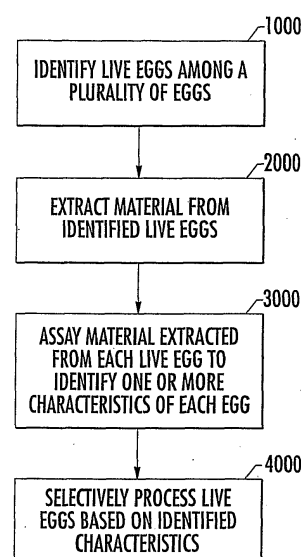 1000
IDENTIFY LIVE EGGS AMONG A
PLURALITY OF EGGS
2000
EXTRACT MATERIAL FROM
IDENTIFIED LIVE EGGS
3000
ASSAY MATERIAL EXTRACTED
FROM EACH LIVE EGG TO
IDENTIFY ONE OR MORE
CHARACTERISTICS OF EACH EGG
4000
SELECTIVELY PROCESS LIVE
EGGS BASED ON IDENTIFIED
CHARACTERISTICS